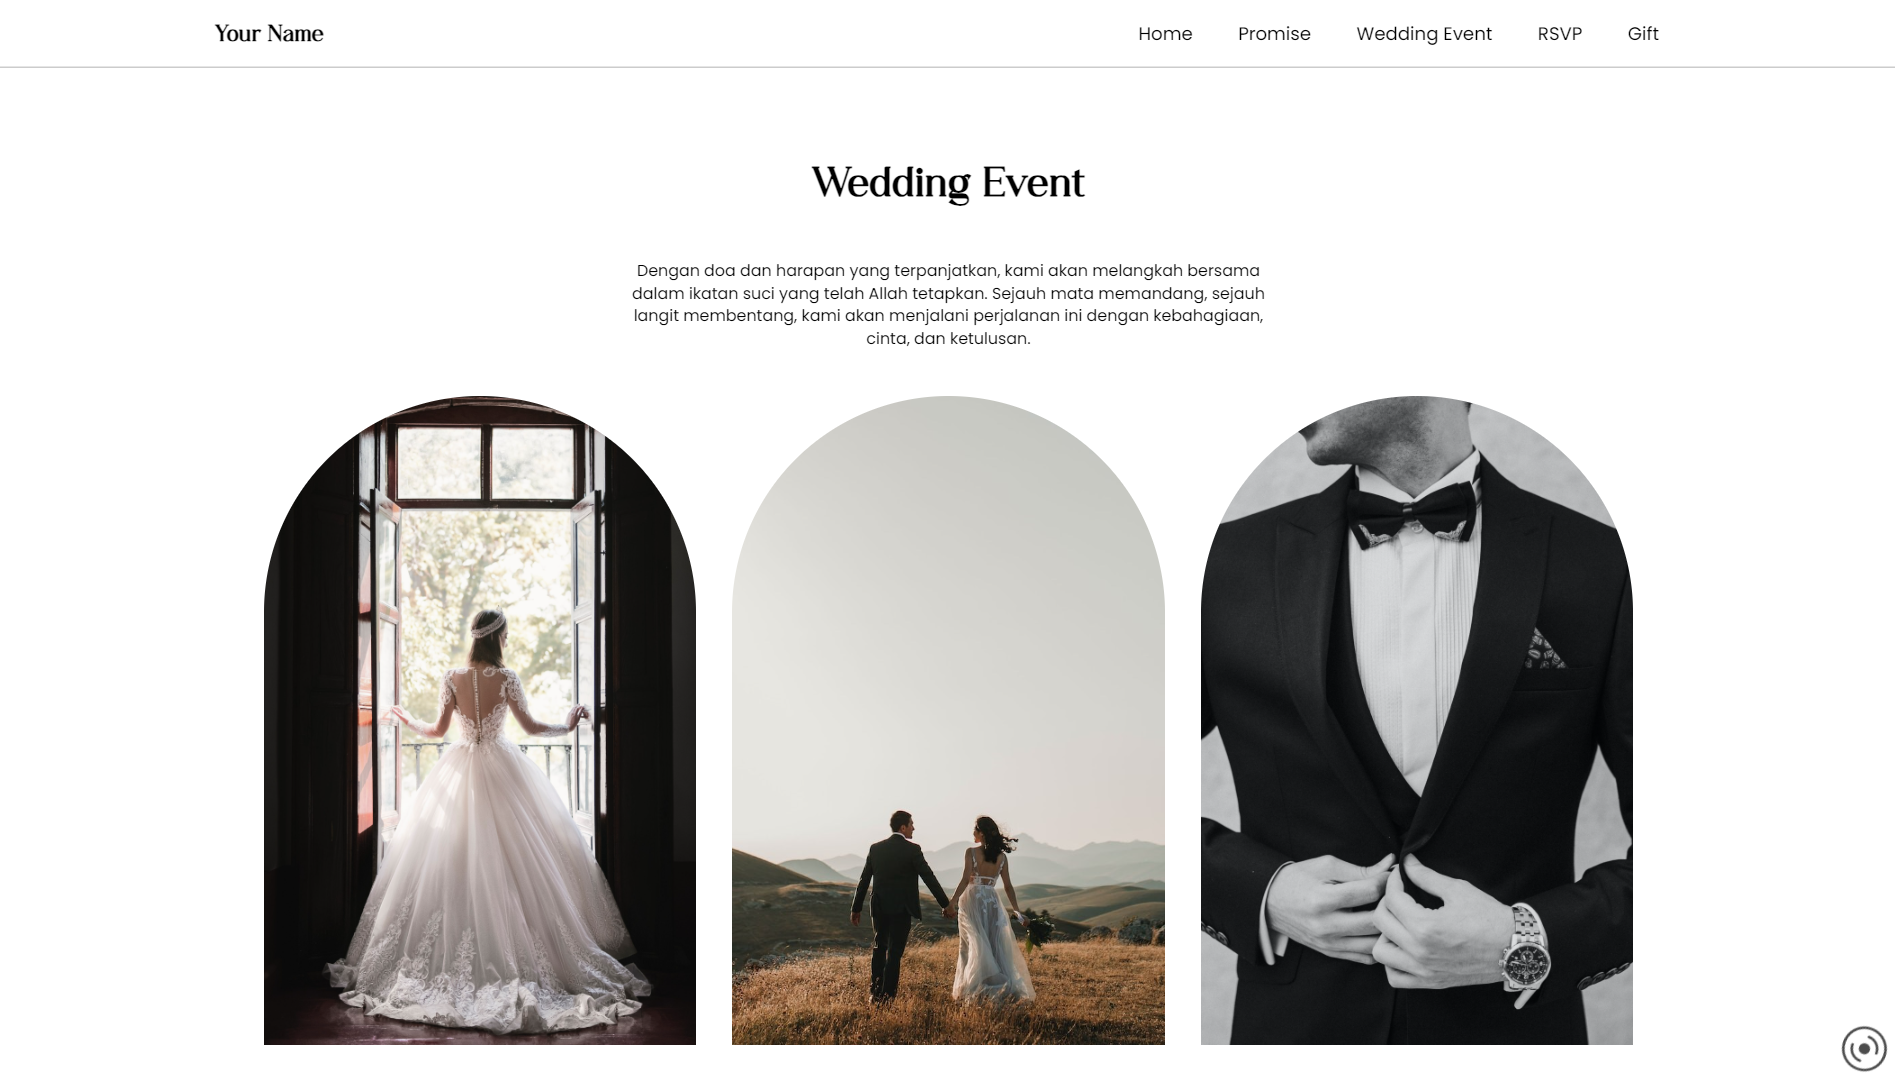 Your Name
Home
Promise
Wedding Event
RSVP
Gift
Wedding Event
Dengan doa dan harapan yang terpanjatkan, kami akan melangkah bersama
dalam ikatan suci yang telah Allah tetapkan. Sejauh mata memandang, sejauh
langit membentang, kami akan menjalani perjalanan ini dengan kebahagiaan,
cinta, dan ketulusan.